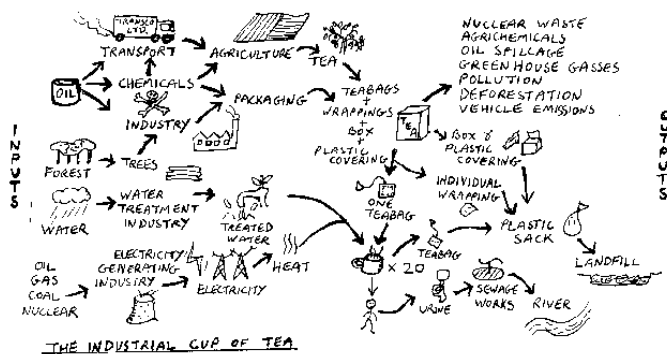 TRANSCO
LTD.
TRANSPORT
AGRICULTURE
TEA
OIL
CHEMICALS
INDUSTRY
PACKAGING
TEABAGS
+
WRAPPINGS
+
BOX
+
PLASTIC COVERING
TEA
NUCLEAR WASTE
AGRICHEMICALS
OIL SPILLAGE
GREENHOUSE GASSES
POLLUTION
DEFORESTATION
VEHICLE EMISSIONS
INPUTS
OUTPUTS
FOREST
TREES
BOX &
PLASTIC
COVERING
INDIVIDUAL
WRAPPING
ONE
TEABAG
WATER
WATER
TREATMENT
INDUSTRY
TREATED
WATER
PLASTIC
SACK
LANDFILL
OIL
GAS
COAL
NUCLEAR
ELECTRICITY
GENERATING
INDUSTRY
ELECTRICITY
HEAT
x 20
TEABAG
URINE
SEWAGE
WORKS
RIVER
THE INDUSTRIAL CUP OF TEA